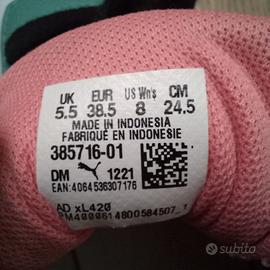 UK EUR US Wn's CM
5.5 38.5 8 24.5
MADE IN INDONESIA
FABRIQUÉ EN INDONESIE
385716-01
DM 1221
EAN: 4064536307176
AD xL420
PM4000614800584507_1
subito